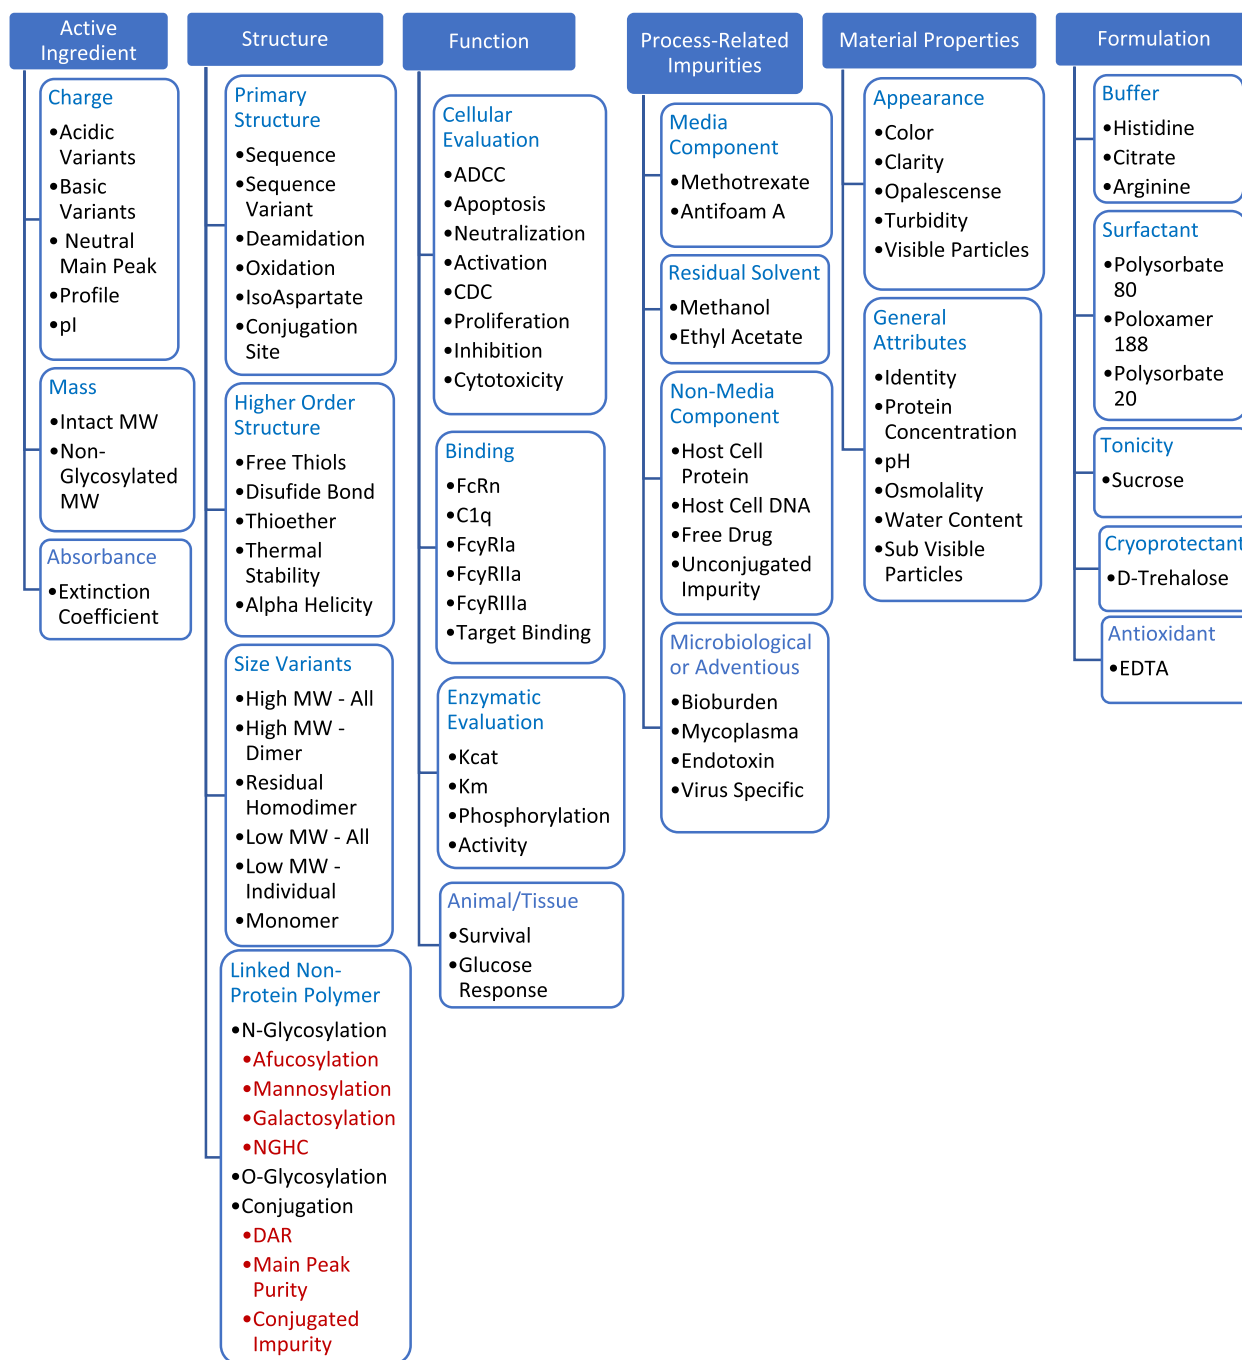 Active
Ingredient
Charge
•Acidic
Variants
•Basic
Variants
• Neutral
Main Peak
•Profile
•pI
Mass
•Intact MW
•Non-
Glycosylated
MW
Absorbance
•Extinction
Coefficient
Structure
Primary
Structure
•Sequence
•Sequence
Variant
•Deamidation
•Oxidation
•IsoAspartate
•Conjugation
Site
Higher Order
Structure
•Free Thiols
•Disufide Bond
•Thioether
•Thermal
Stability
•Alpha Helicity
Size Variants
•High MW - All
•High MW -
Dimer
•Residual
Homodimer
•Low MW - All
•Low MW -
Individual
•Monomer
Linked Non-
Protein Polymer
•N-Glycosylation
•Afucosylation
•Mannosylation
•Galactosylation
•NGHC
•O-Glycosylation
•Conjugation
•DAR
•Main Peak
Purity
•Conjugated
Impurity
Function
Cellular
Evaluation
•ADCC
•Apoptosis
•Neutralization
•Activation
•CDC
•Proliferation
•Inhibition
•Cytotoxicity
Binding
•FcRn
•C1q
•FcyRIa
•FcyRIIa
•FcyRIIIa
•Target Binding
Enzymatic
Evaluation
•Kcat
•Km
•Phosphorylation
•Activity
Animal/Tissue
•Survival
•Glucose
Response
Process-Related
Impurities
Media
Component
•Methotrexate
•Antifoam A
Residual Solvent
•Methanol
•Ethyl Acetate
Non-Media
Component
•Host Cell
Protein
•Host Cell DNA
•Free Drug
•Unconjugated
Impurity
Microbiological
or Adventious
•Bioburden
•Mycoplasma
•Endotoxin
•Virus Specific
Material Properties
Appearance
•Color
•Clarity
•Opalescense
•Turbidity
•Visible Particles
General
Attributes
•Identity
•Protein
Concentration
•pH
•Osmolality
•Water Content
•Sub Visible
Particles
Formulation
Buffer
•Histidine
•Citrate
•Arginine
Surfactant
•Polysorbate
80
•Poloxamer
188
•Polysorbate
20
Tonicity
•Sucrose
Cryoprotectant
•D-Trehalose
Antioxidant
•EDTA